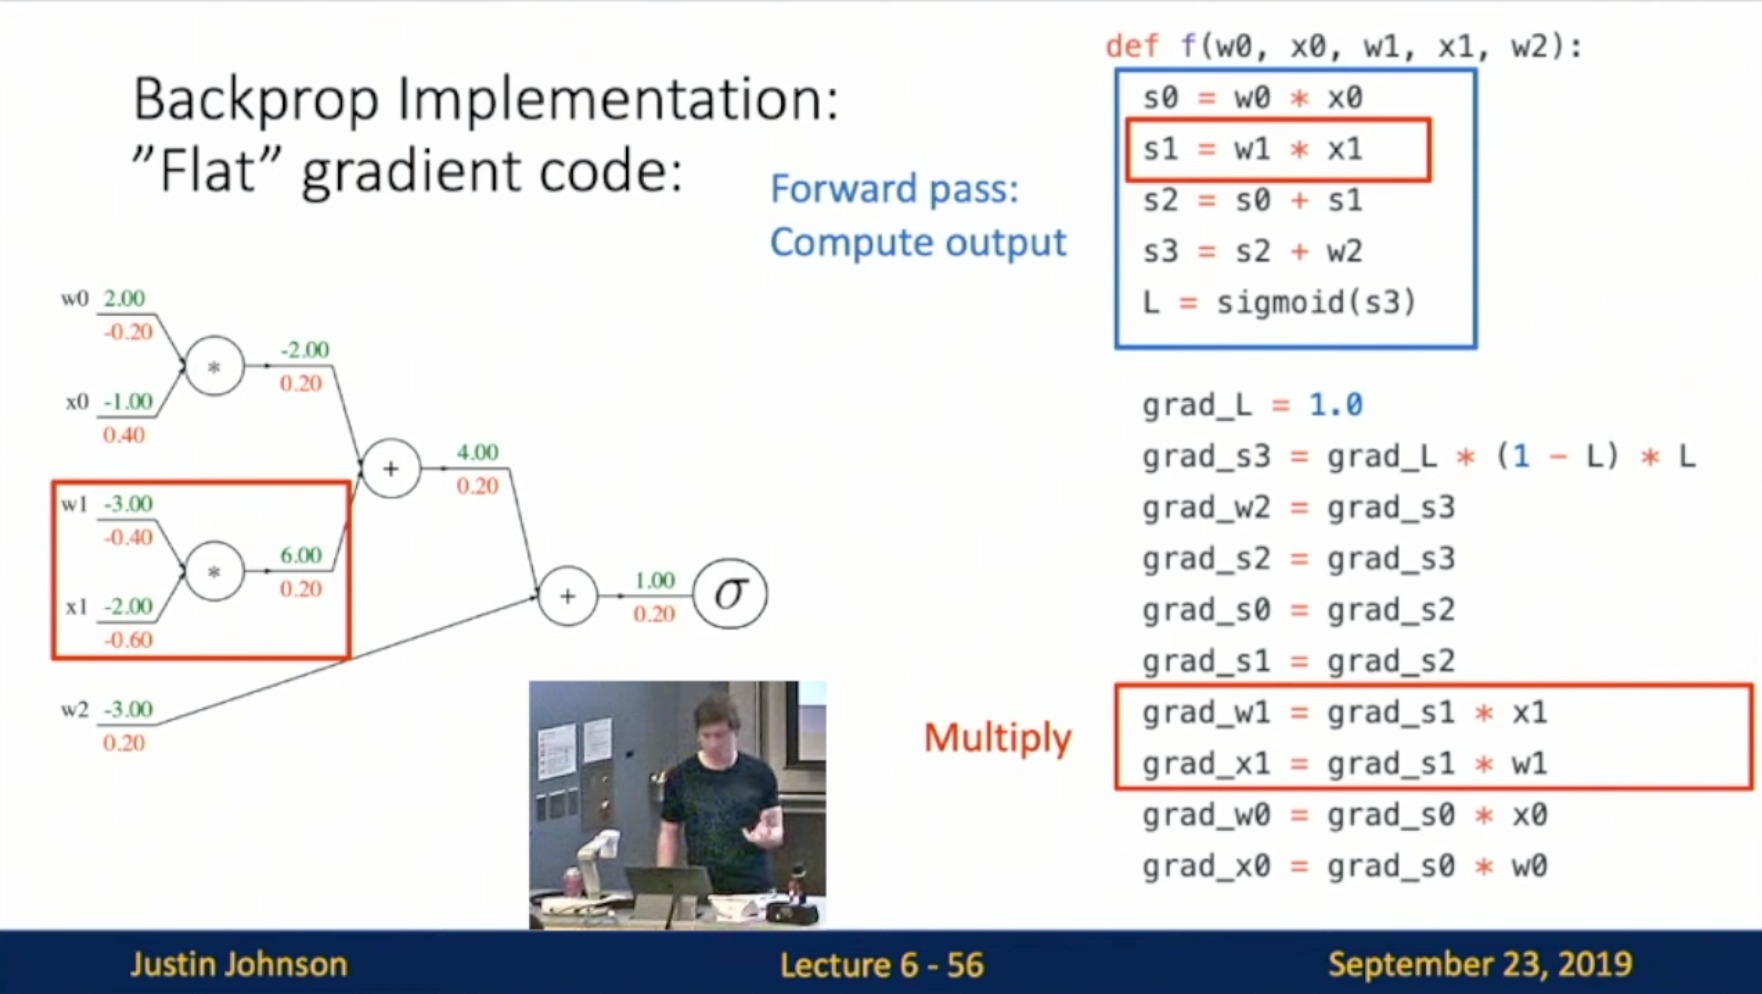 Backprop Implementation:
”Flat” gradient code:
Forward pass:
Compute output
def f(w0, x0, w1, x1, w2):
s0 = w0 * x0
s1 = w1 * x1
s2 = s0 + s1
s3 = s2 + w2
L = sigmoid(s3)
w0 2.00
-0.20
x0 -1.00
0.40
*
-2.00
0.20
w1 -3.00
-0.40
x1 -2.00
-0.60
*
6.00
0.20
+
4.00
0.20
w2 -3.00
0.20
+
1.00
0.20
σ
grad_L = 1.0
grad_s3 = grad_L * (1 - L) * L
grad_w2 = grad_s3
grad_s2 = grad_s3
grad_s0 = grad_s2
grad_s1 = grad_s2
Multiply
grad_w1 = grad_s1 * x1
grad_x1 = grad_s1 * w1
grad_w0 = grad_s0 * x0
grad_x0 = grad_s0 * w0
Justin Johnson
Lecture 6 - 56
September 23, 2019